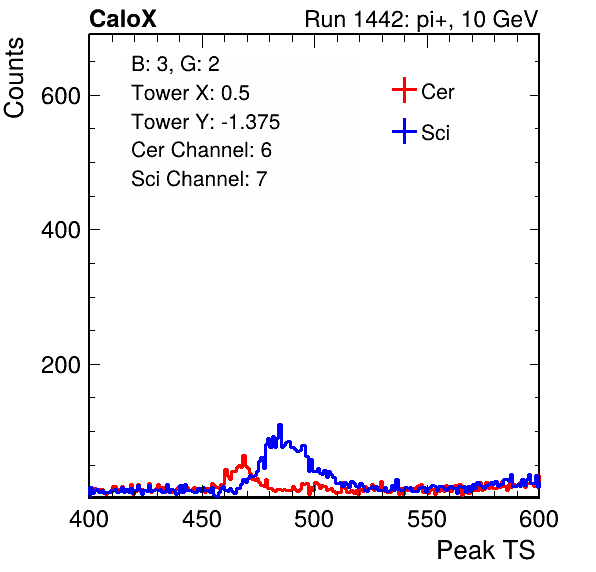 CaloX Run 1442: pi+, 10 GeV
Counts
B: 3, G: 2
Tower X: 0.5
Tower Y: -1.375
Cer Channel: 6
Sci Channel: 7
Cer
Sci
600
400
200
400 450 500 550 600
Peak TS